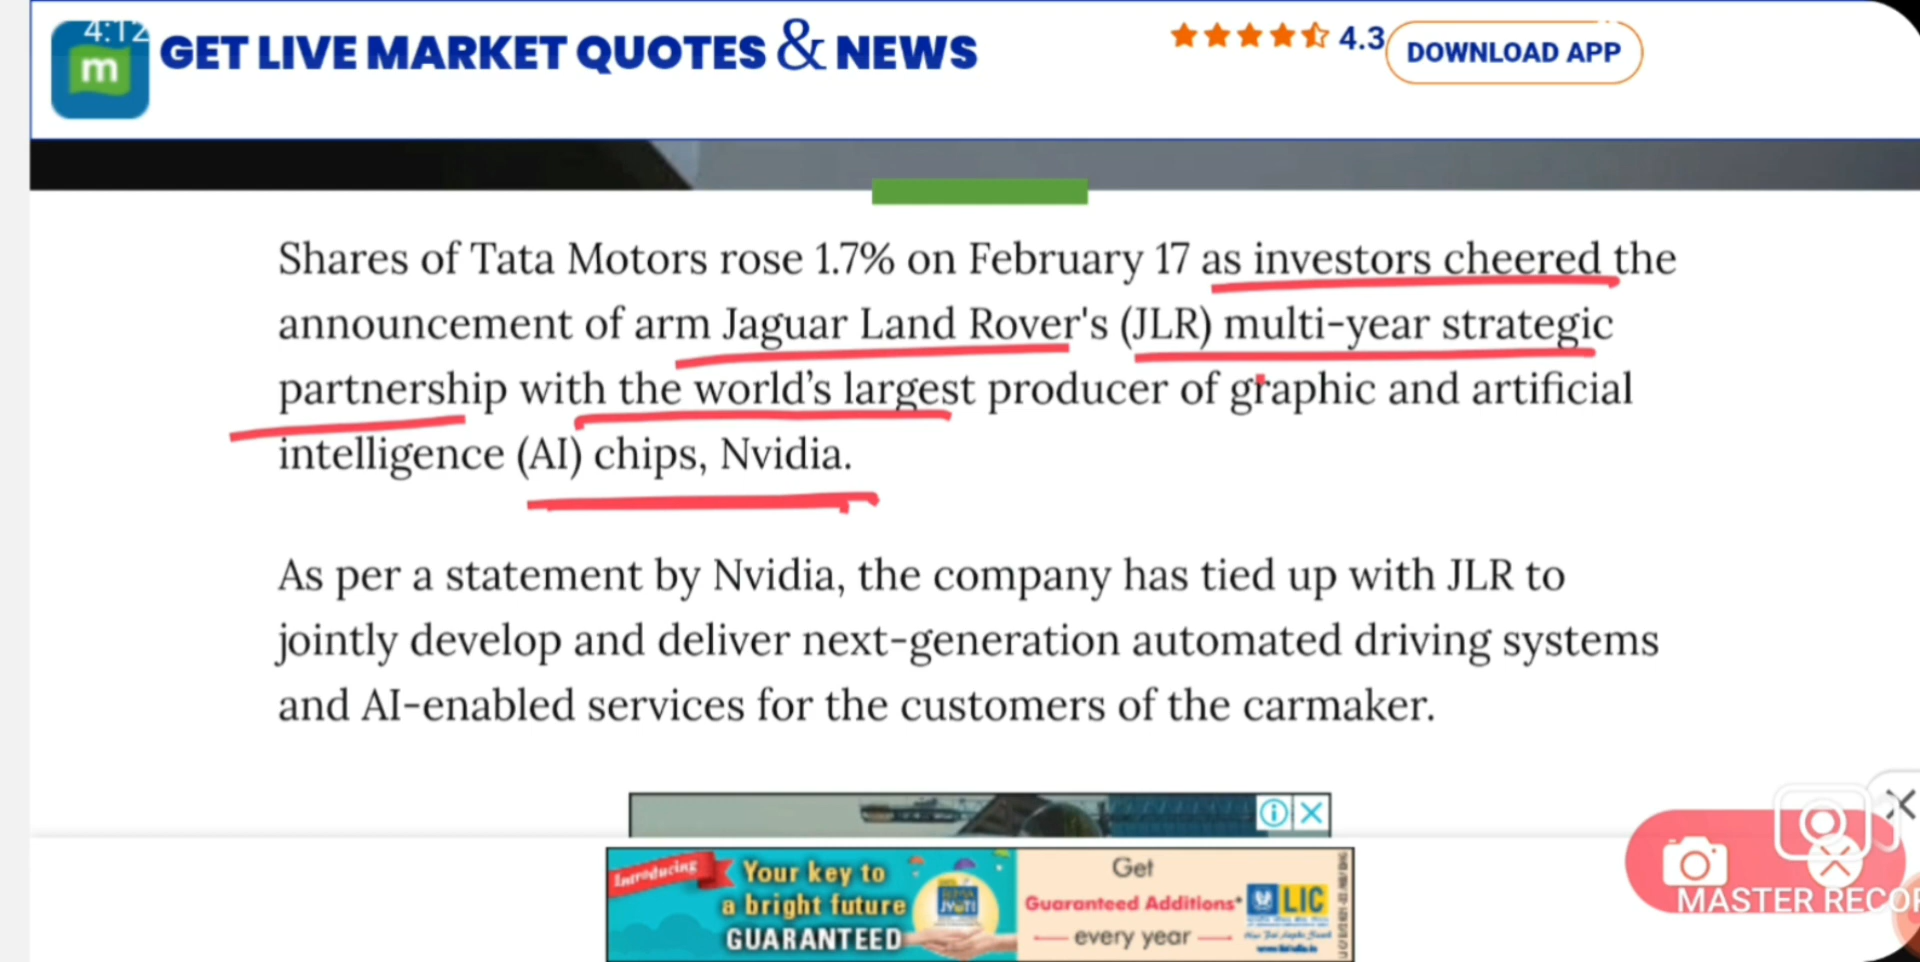 4:12
m GET LIVE MARKET QUOTES & NEWS
4.3
DOWNLOAD APP
Shares of Tata Motors rose 1.7% on February 17 as investors cheered the
announcement of arm Jaguar Land Rover's (JLR) multi-year strategic
partnership with the world's largest producer of graphic and artificial
intelligence (AI) chips, Nvidia.
As per a statement by Nvidia, the company has tied up with JLR to
jointly develop and deliver next-generation automated driving systems
and AI-enabled services for the customers of the carmaker.
Introducing
Your key to
a bright future
GUARANTEED
Get
Guaranteed Additions*
every year
LIC
MASTER RECOR